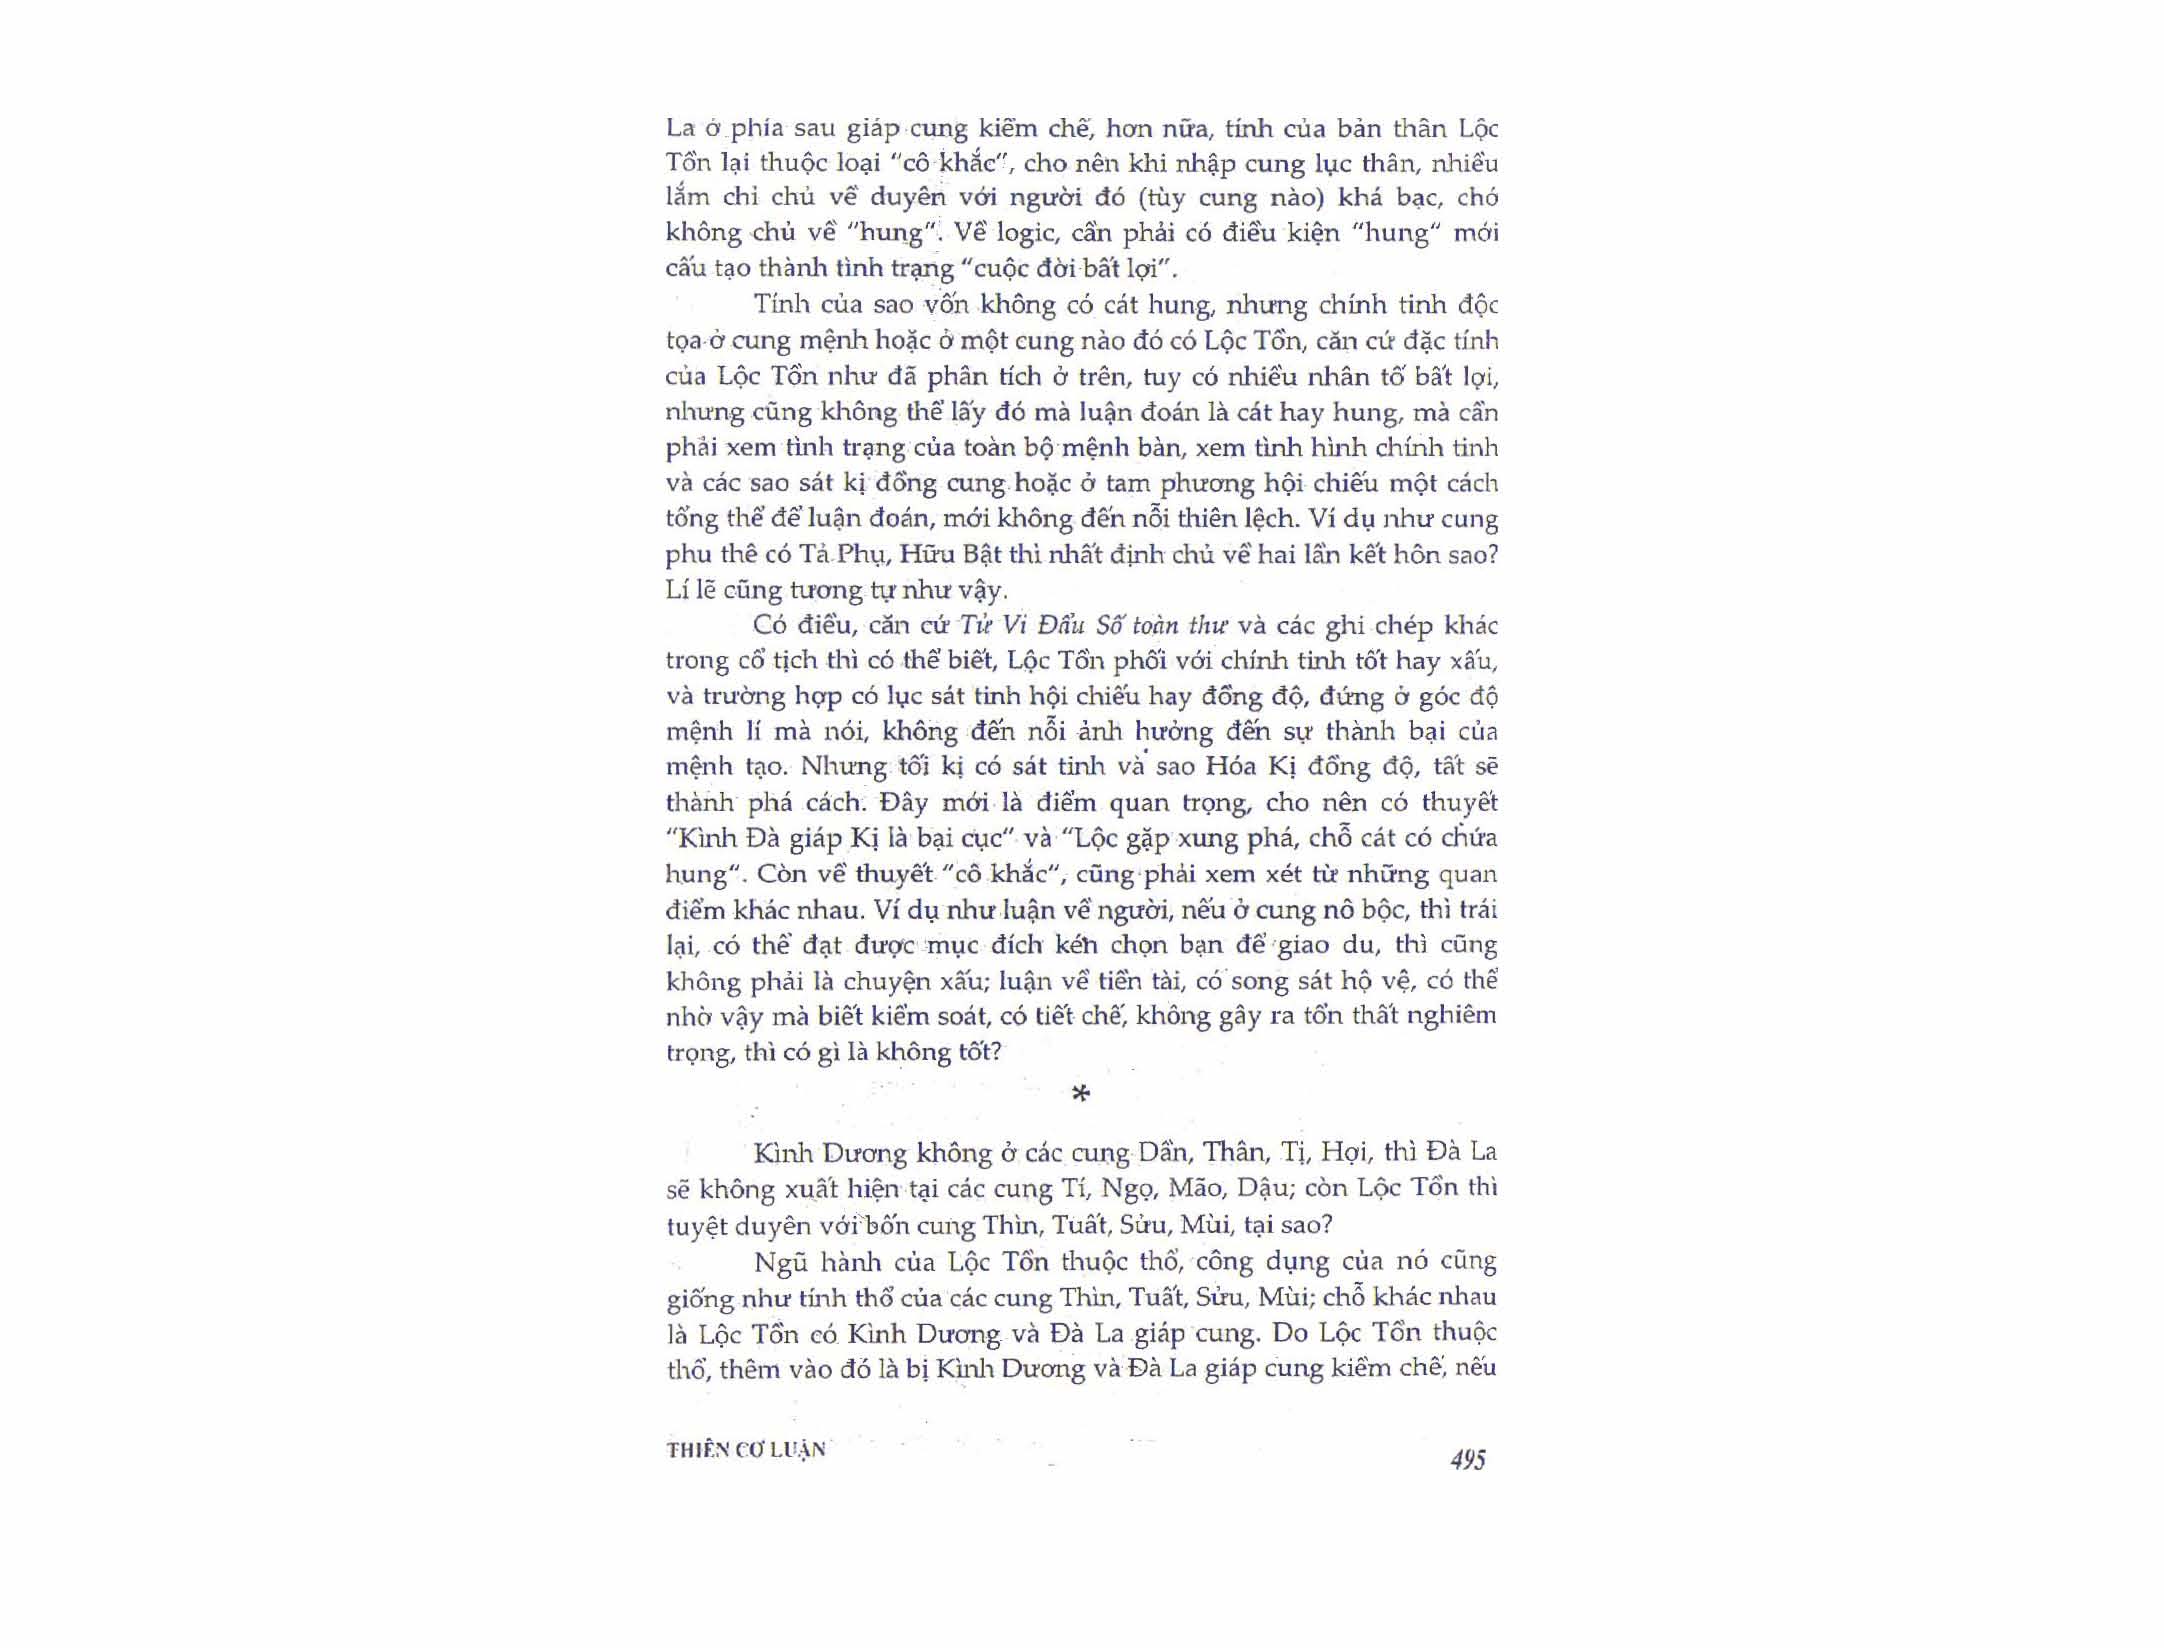 La ở phía sau giáp cung kiềm chế, hơn nữa, tính của bản thân Lộc
Tồn lại thuộc loại "cô khắc", cho nên khi nhập cung lục thân, nhiều
lắm chỉ chủ về duyên với người đó (tùy cung nào) khá bạc, chó
không chủ về "hung". Về logic, cần phải có điều kiện "hung" mới
cấu tạo thành tình trạng "cuộc đời bất lợi".
Tính của sao vốn không có cát hung, nhưng chính tinh độc
tọa ở cung mệnh hoặc ở một cung nào đó có Lộc Tồn, căn cứ đặc tính
của Lộc Tồn như đã phân tích ở trên, tuy có nhiều nhân tố bất lợi,
nhưng cũng không thể lấy đó mà luận đoán là cát hay hung, mà cần
phải xem tình trạng của toàn bộ mệnh bàn, xem tình hình chính tinh
và các sao sát kị đồng cung hoặc ở tam phương hội chiếu một cách
tổng thể để luận đoán, mới không đến nỗi thiên lệch. Ví dụ như cung
phu thê có Tả Phụ, Hữu Bật thì nhất định chủ về hai lần kết hôn sao?
Lí lẽ cũng tương tự như vậy.
Có điều, căn cứ Tử Vi Đẩu Số toàn thư và các ghi chép khác
trong cổ tịch thì có thể biết, Lộc Tồn phối với chính tinh tốt hay xấu,
và trường hợp có lục sát tinh hội chiếu hay đồng độ, đứng ở góc độ
mệnh lí mà nói, không đến nỗi ảnh hưởng đến sự thành bại của
mệnh tạo. Nhưng tối kị có sát tinh và sao Hóa Kị đồng độ, tất sẽ
thành phá cách. Đây mới là điểm quan trọng, cho nên có thuyết
"Kình Đà giáp Kị là bại cục" và "Lộc gặp xung phá, chỗ cát có chứa
hung". Còn về thuyết "cô khắc", cũng phải xem xét từ những quan
điểm khác nhau. Ví dụ như luận về người, nếu ở cung nô bộc, thì trái
lại, có thể đạt được mục đích kén chọn bạn để giao du, thì cũng
không phải là chuyện xấu; luận về tiền tài, có song sát hộ vệ, có thể
nhờ vậy mà biết kiểm soát, có tiết chế, không gây ra tổn thất nghiêm
trọng, thì có gì là không tốt?
*
Kình Dương không ở các cung Dần, Thân, Tị, Hợi, thì Đà La
sẽ không xuất hiện tại các cung Tí, Ngọ, Mão, Dậu; còn Lộc Tồn thì
tuyệt duyên với bốn cung Thìn, Tuất, Sửu, Mùi, tại sao?
Ngũ hành của Lộc Tồn thuộc thổ, công dụng của nó cũng
giống như tính thổ của các cung Thìn, Tuất, Sửu, Mùi; chỗ khác nhau
là Lộc Tồn có Kình Dương và Đà La giáp cung. Do Lộc Tồn thuộc
thổ, thêm vào đó là bị Kình Dương và Đà La giáp cung kiềm chế, nếu
THIÊN CƠ LUẬN
495